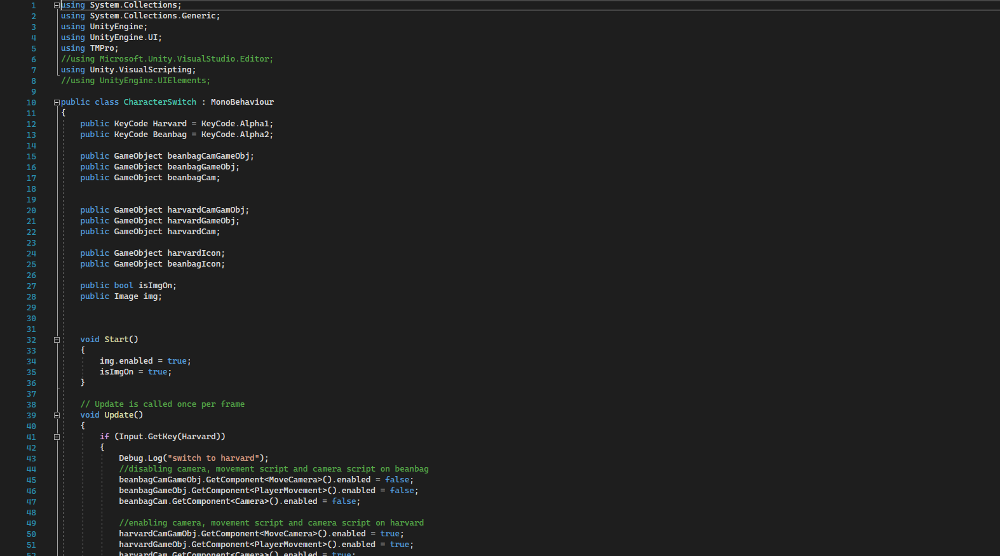 1 using System.Collections;
2 using System.Collections.Generic;
3 using UnityEngine;
4 using UnityEngine.UI;
5 using TMPro;
6 //using Microsoft.Unity.VisualStudio.Editor;
7 using Unity.VisualScripting;
8 //using UnityEngine.UIElements;
9
10 public class CharacterSwitch : MonoBehaviour
11 {
12     public KeyCode Harvard = KeyCode.Alpha1;
13     public KeyCode Beanbag = KeyCode.Alpha2;
14
15     public GameObject beanbagCamGameObj;
16     public GameObject beanbagGameObj;
17     public GameObject beanbagCam;
18
19
20     public GameObject harvardCamGamObj;
21     public GameObject harvardGameObj;
22     public GameObject harvardCam;
23
24     public GameObject harvardIcon;
25     public GameObject beanbagIcon;
26
27     public bool isImgOn;
28     public Image img;
29
30
31
32     void Start()
33     {
34         img.enabled = true;
35         isImgOn = true;
36     }
37
38     // Update is called once per frame
39     void Update()
40     {
41         if (Input.GetKey(Harvard))
42         {
43             Debug.Log("switch to harvard");
44             //disabling camera, movement script and camera script on beanbag
45             beanbagCamGameObj.GetComponent<MoveCamera>().enabled = false;
46             beanbagGameObj.GetComponent<PlayerMovement>().enabled = false;
47             beanbagCam.GetComponent<Camera>().enabled = false;
48
49             //enabling camera, movement script and camera script on harvard
50             harvardCamGamObj.GetComponent<MoveCamera>().enabled = true;
51             harvardGameObj.GetComponent<PlayerMovement>().enabled = true;
52             harvardCam.GetComponent<Camera>().enabled = true;